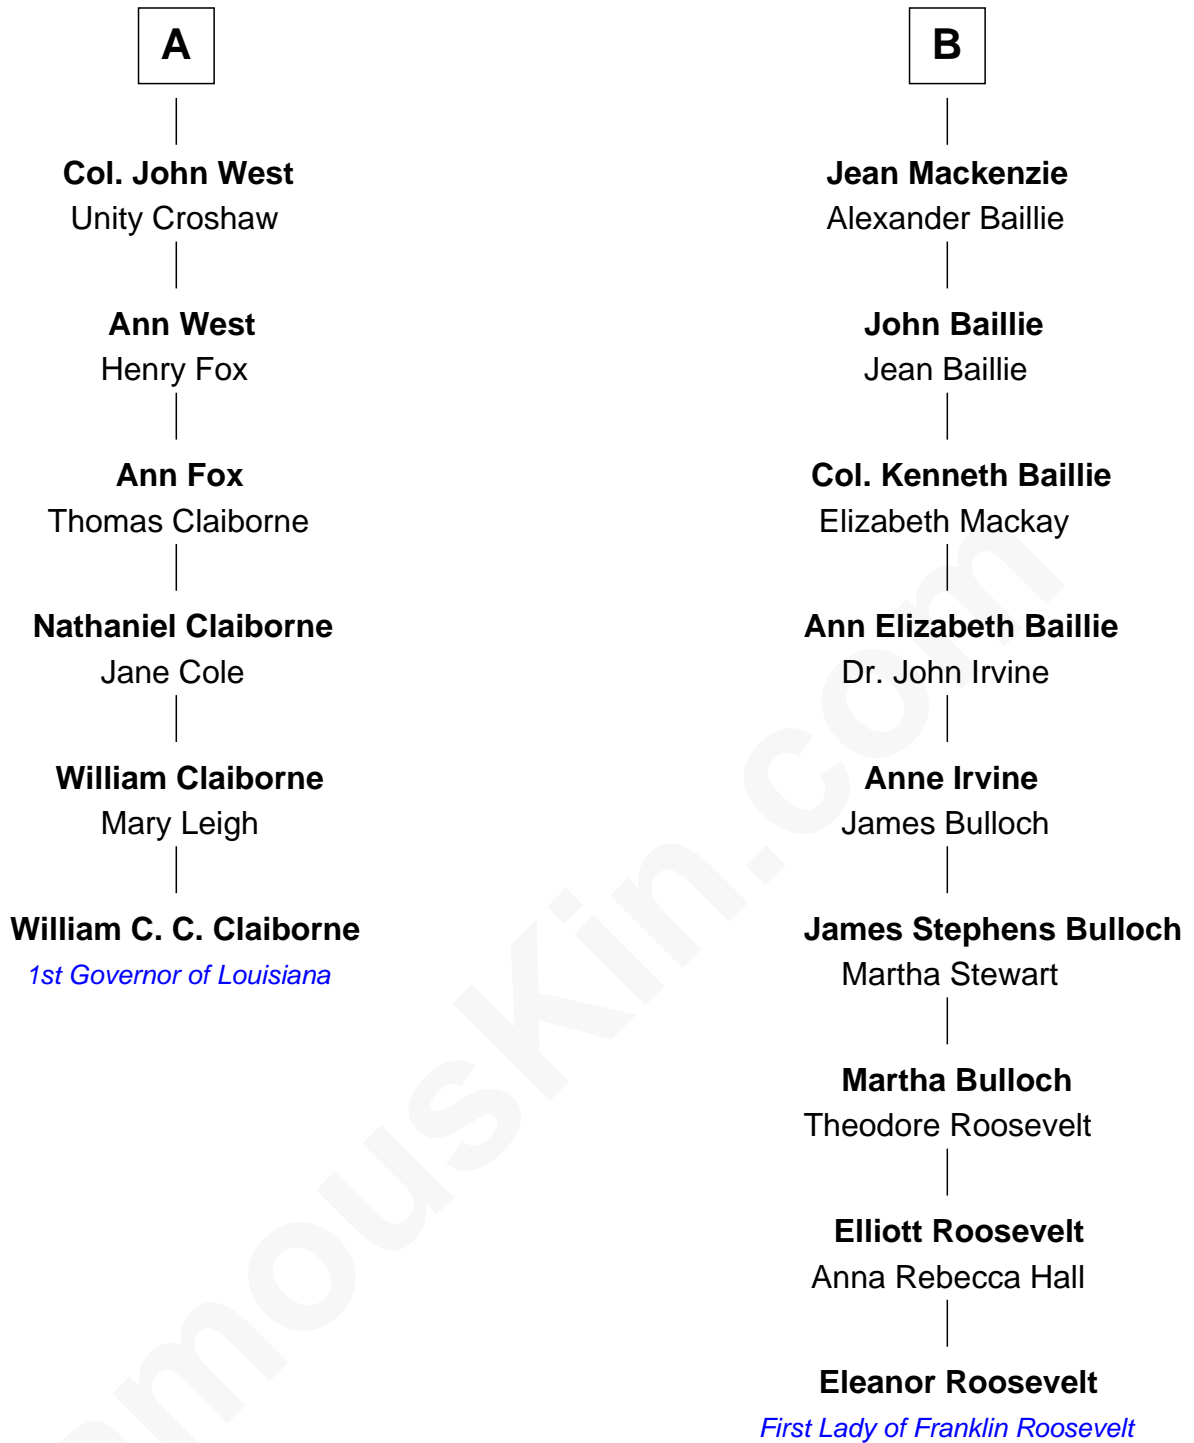 A
Col. John West
Unity Croshaw
Ann West
Henry Fox
Ann Fox
Thomas Claiborne
Nathaniel Claiborne
Jane Cole
William Claiborne
Mary Leigh
William C. C. Claiborne
1st Governor of Louisiana
B
Jean Mackenzie
Alexander Baillie
John Baillie
Jean Baillie
Col. Kenneth Baillie
Elizabeth Mackay
Ann Elizabeth Baillie
Dr. John Irvine
Anne Irvine
James Bulloch
James Stephens Bulloch
Martha Stewart
Martha Bulloch
Theodore Roosevelt
Elliott Roosevelt
Anna Rebecca Hall
Eleanor Roosevelt
First Lady of Franklin Roosevelt
amousKin.com